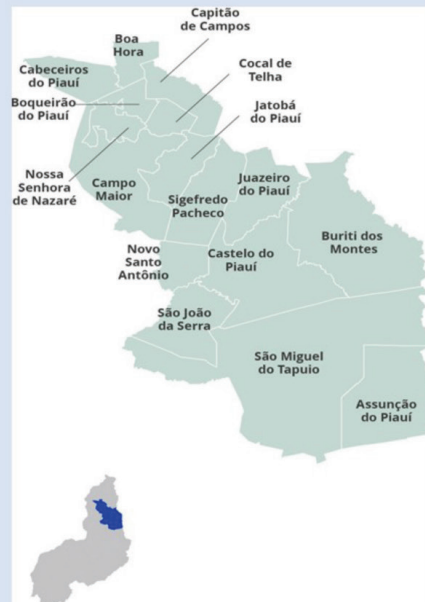 Capitão
de Campos
Boa
Hora
Cocal de
Telha
Cabeceiros
do Piauí
Boqueirão
do Piauí
Jatobá
do Piauí
Nossa
Senhora
de Nazaré
Campo
Maior
Juazeiro
do Piauí
Sigefredo
Pacheco
Buriti dos
Montes
Novo
Santo
Antônio
Castelo do
Piauí
São João
da Serra
São Miguel
do Tapuio
Assunção
do Piauí